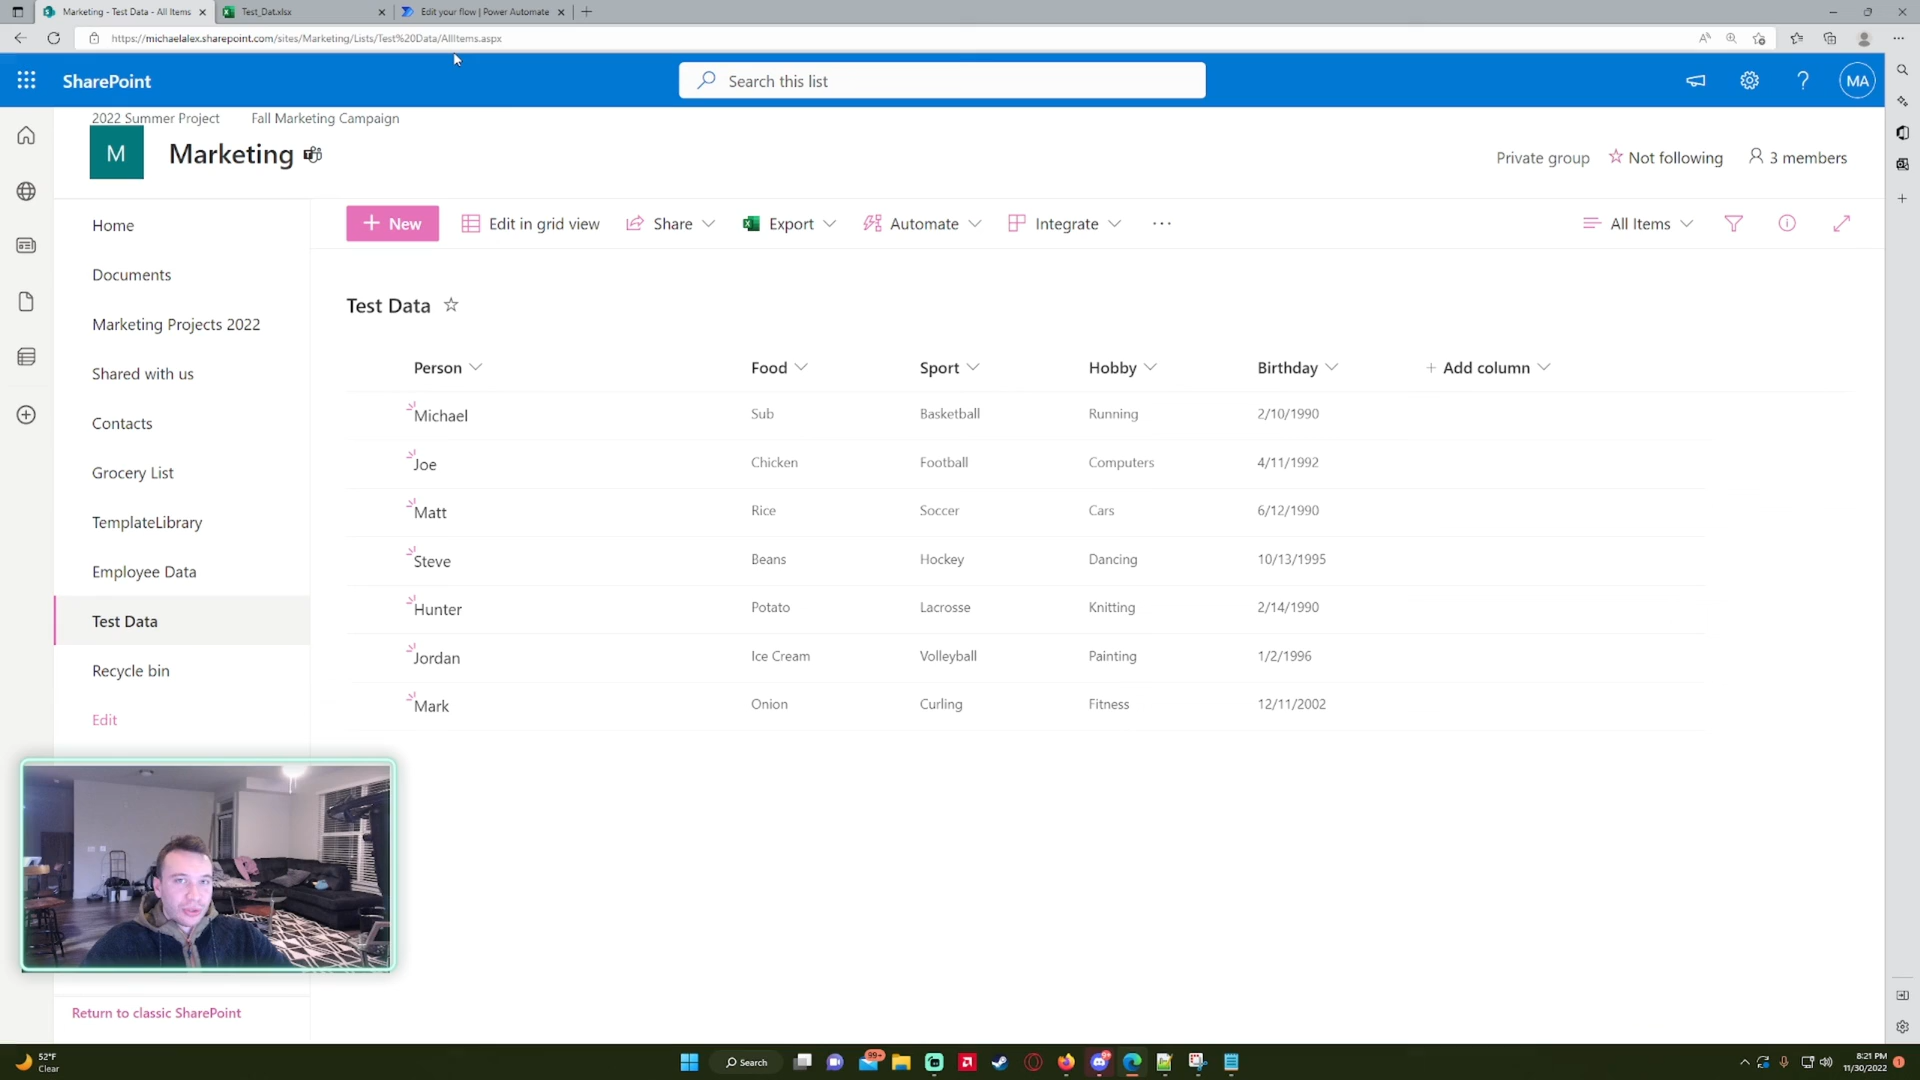 Marketing - Test Data - All Items
Test_Dat.xlsx
Edit your flow | Power Automate
https://michaelalex.sharepoint.com/sites/Marketing/Lists/Test%20Data/AllItems.aspx
SharePoint
Search this list
MA
2022 Summer Project
Fall Marketing Campaign
M
Marketing
Private group
Not following
3 members
Home
Documents
Marketing Projects 2022
Shared with us
Contacts
Grocery List
TemplateLibrary
Employee Data
Test Data
Recycle bin
Edit
Return to classic SharePoint
+ New
Edit in grid view
Share
Export
Automate
Integrate
All Items
Test Data
Person Food Sport Hobby Birthday + Add column
Michael Sub Basketball Running 2/10/1990
Joe Chicken Football Computers 4/11/1992
Matt Rice Soccer Cars 6/12/1990
Steve Beans Hockey Dancing 10/13/1995
Hunter Potato Lacrosse Knitting 2/14/1990
Jordan Ice Cream Volleyball Painting 1/2/1996
Mark Onion Curling Fitness 12/11/2002
52°F
Clear
Search
99+
8:21 PM
11/30/2022
1